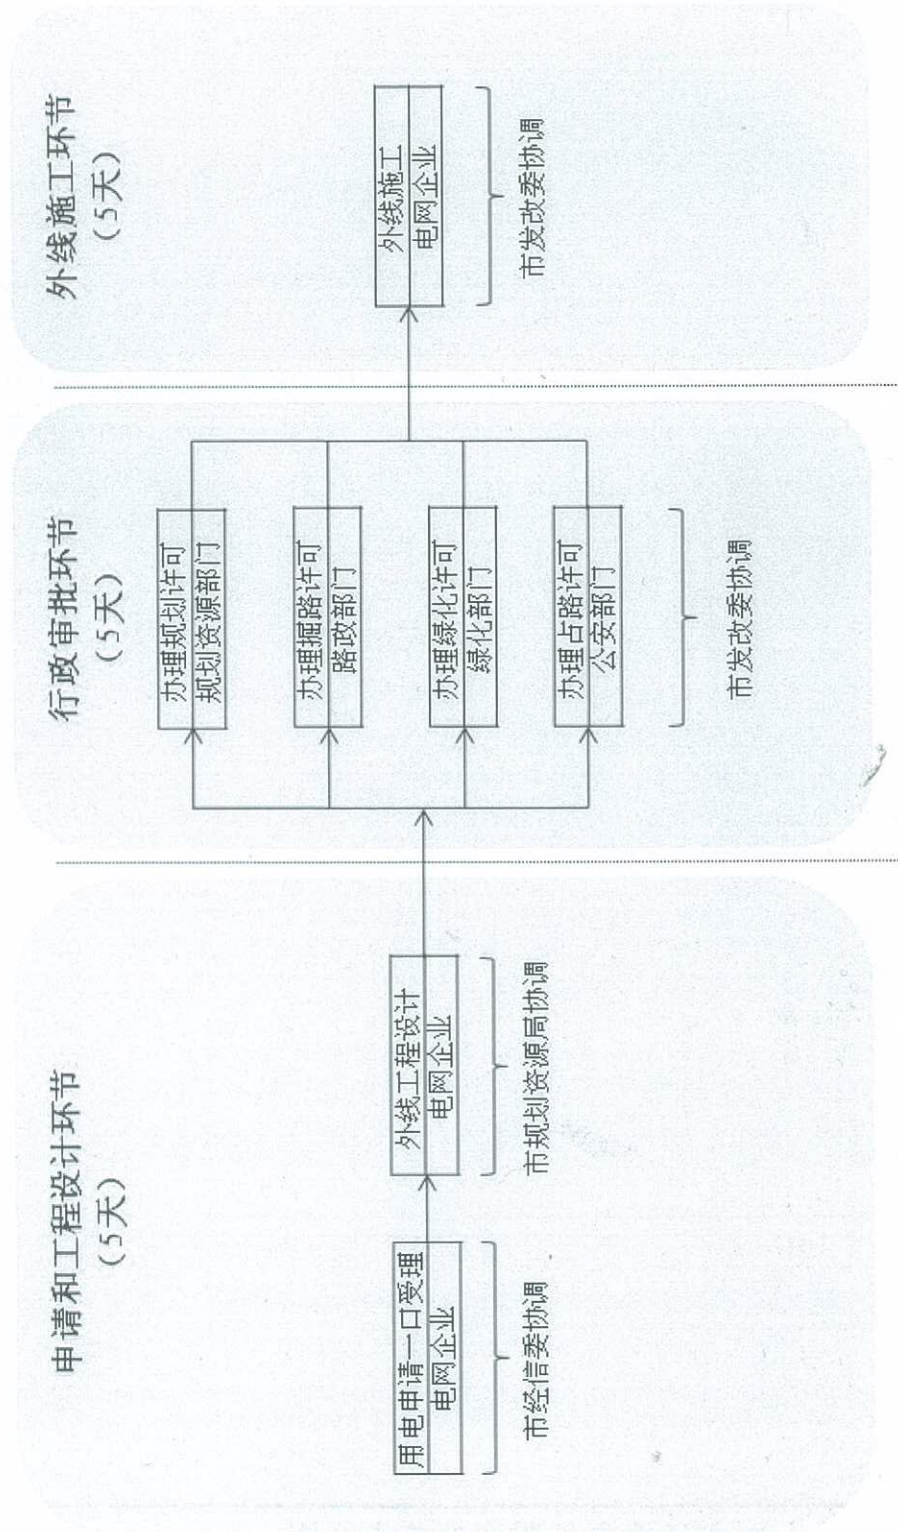 申请和工程设计环节
（5天）
用电申请一口受理
电网企业
市经信委协调
外线工程设计
电网企业
市规划资源局协调
行政审批环节
（5天）
办理规划许可
规划资源部门
办理掘路许可
路政部门
办理绿化许可
绿化部门
办理占路许可
公安部门
市发改委协调
外线施工环节
（5天）
外线施工
电网企业
市发改委协调